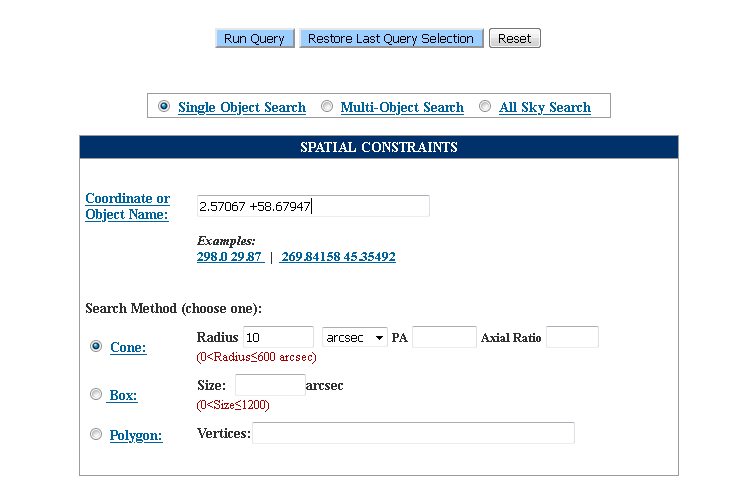 Run Query Restore Last Query Selection Reset
Single Object Search Multi-Object Search All Sky Search
SPATIAL CONSTRAINTS
Coordinate or
Object Name:
2.57067 +58.67947
Examples:
298.0 29.87 | 269.84158 45.35492
Search Method (choose one):
Cone:
Radius 10 arcsec PA Axial Ratio
(0<Radius≤600 arcsec)
Box:
Size: arcsec
(0<Size≤1200)
Polygon:
Vertices: